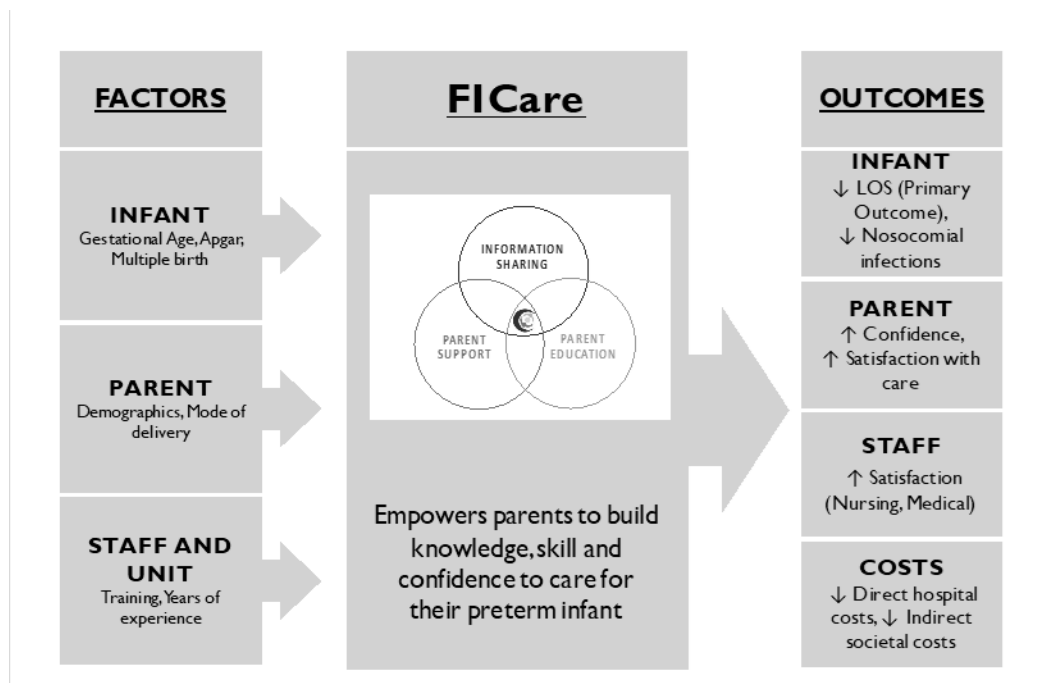 FACTORS
INFANT
Gestational Age, Apgar,
Multiple birth
PARENT
Demographics, Mode of
delivery
STAFF AND
UNIT
Training, Years of
experience
FICare
INFORMATION
SHARING
PARENT
SUPPORT
PARENT
EDUCATION
Empowers parents to build
knowledge, skill and
confidence to care for
their preterm infant
OUTCOMES
INFANT
↓ LOS (Primary
Outcome),
↓ Nosocomial
infections
PARENT
↑ Confidence,
↑ Satisfaction with
care
STAFF
↑ Satisfaction
(Nursing, Medical)
COSTS
↓ Direct hospital
costs, ↓ Indirect
societal costs